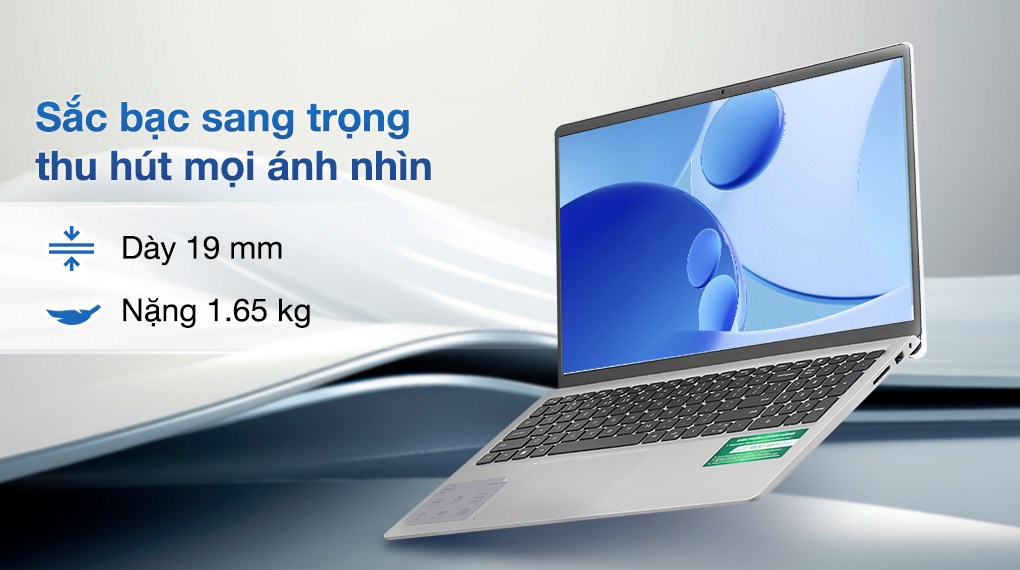 Sắc bạc sang trọng
thu hút mọi ánh nhìn
Dày 19 mm
Nặng 1.65 kg